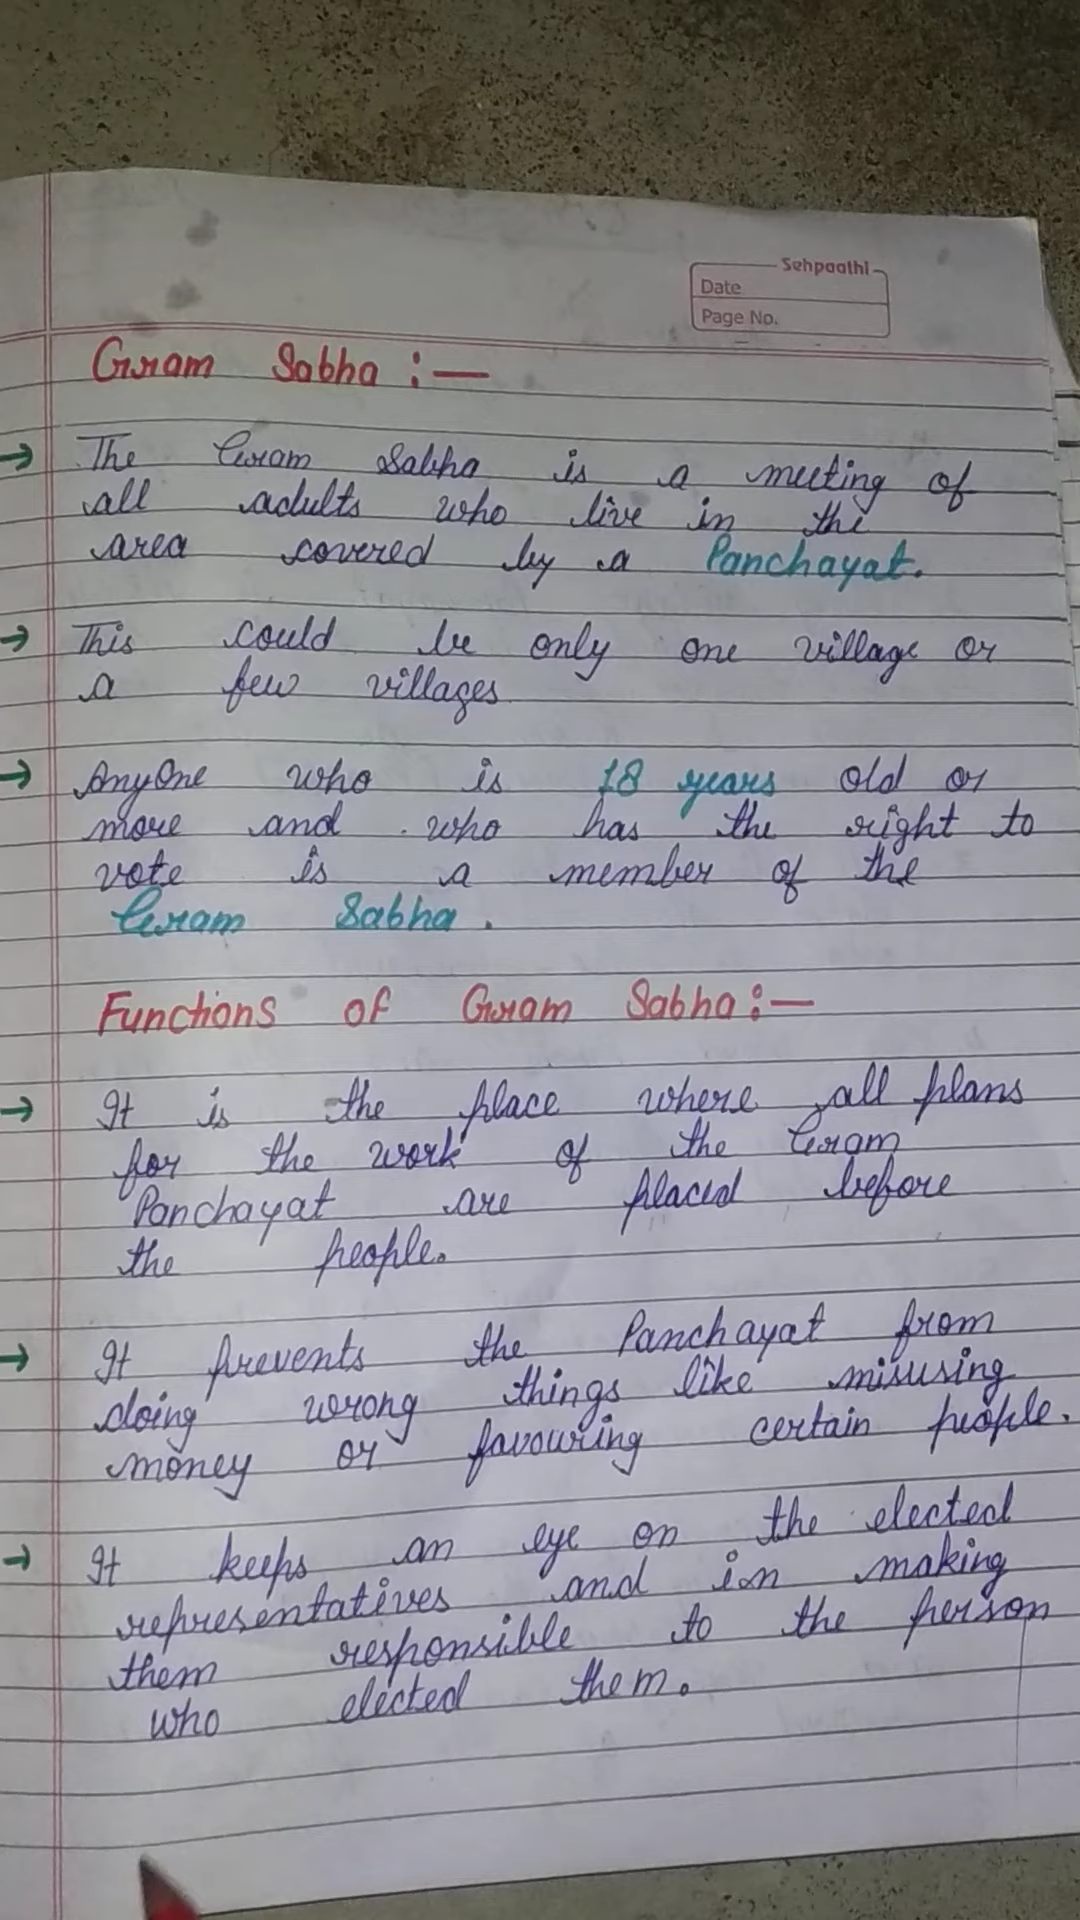 Sehpaathi
Date
Page No.
Gram Sabha :—
→ The Gram Sabha is a meeting of
all adults who live in the
area covered by a Panchayat.
→ This could be only one village or
a few villages
→ AnyOne who is 18 years old or
more and who has the right to
vote is a member of the
Gram Sabha.
Functions of Gram Sabha :—
→ It is the place where all plans
for the work of the Gram
Panchayat are placed before
the people.
→ It prevents the Panchayat from
doing wrong things like misusing
money or favouring certain people.
→ It keeps an eye on the elected
representatives and in making
them responsible to the person
who elected them.